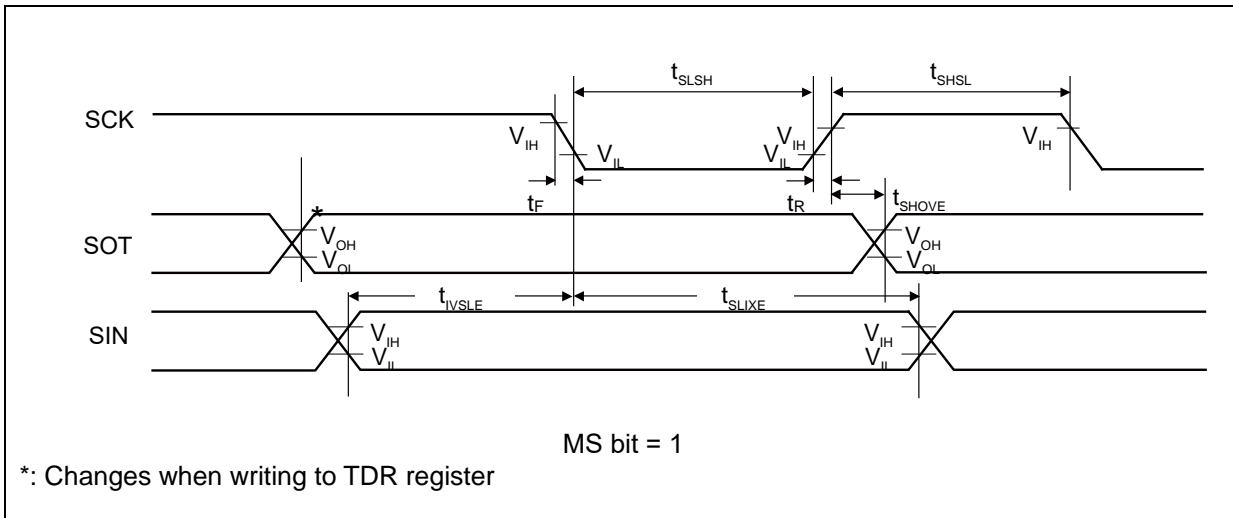 tSLSH
tSHSL
SCK
VIH
VIL
VIH
VIL
VIH
tF
tR
tSHOVE
*
SOT
VOH
VOL
VOH
VOL
tIVSLE
tSLIXE
SIN
VIH
VIL
VIH
VIL
MS bit = 1
*: Changes when writing to TDR register